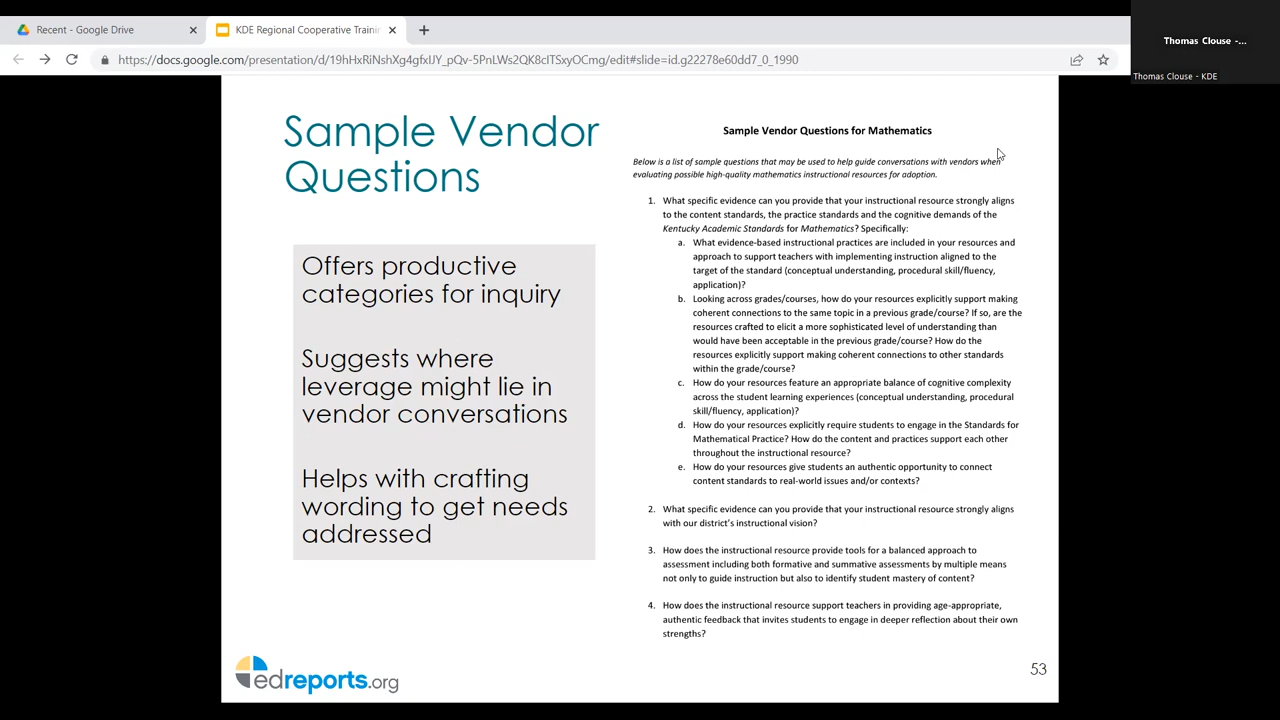 Recent - Google Drive
KDE Regional Cooperative Trainin
https://docs.google.com/presentation/d/19hHxRiNshXg4gfxIJY_pQv-5PnLWs2QK8cITSxyOCmg/edit#slide=id.g22278e60dd7_0_1990
Thomas Clouse -...
Thomas Clouse - KDE
Sample Vendor
Questions
Offers productive
categories for inquiry
Suggests where
leverage might lie in
vendor conversations
Helps with crafting
wording to get needs
addressed
Sample Vendor Questions for Mathematics
Below is a list of sample questions that may be used to help guide conversations with vendors when
evaluating possible high-quality mathematics instructional resources for adoption.
1. What specific evidence can you provide that your instructional resource strongly aligns
to the content standards, the practice standards and the cognitive demands of the
Kentucky Academic Standards for Mathematics? Specifically:
a. What evidence-based instructional practices are included in your resources and
approach to support teachers with implementing instruction aligned to the
target of the standard (conceptual understanding, procedural skill/fluency,
application)?
b. Looking across grades/courses, how do your resources explicitly support making
coherent connections to the same topic in a previous grade/course? If so, are the
resources crafted to elicit a more sophisticated level of understanding than
would have been acceptable in the previous grade/course? How do the
resources explicitly support making coherent connections to other standards
within the grade/course?
c. How do your resources feature an appropriate balance of cognitive complexity
across the student learning experiences (conceptual understanding, procedural
skill/fluency, application)?
d. How do your resources explicitly require students to engage in the Standards for
Mathematical Practice? How do the content and practices support each other
throughout the instructional resource?
e. How do your resources give students an authentic opportunity to connect
content standards to real-world issues and/or contexts?
2. What specific evidence can you provide that your instructional resource strongly aligns
with our district's instructional vision?
3. How does the instructional resource provide tools for a balanced approach to
assessment including both formative and summative assessments by multiple means
not only to guide instruction but also to identify student mastery of content?
4. How does the instructional resource support teachers in providing age-appropriate,
authentic feedback that invites students to engage in deeper reflection about their own
strengths?
edreports.org
53